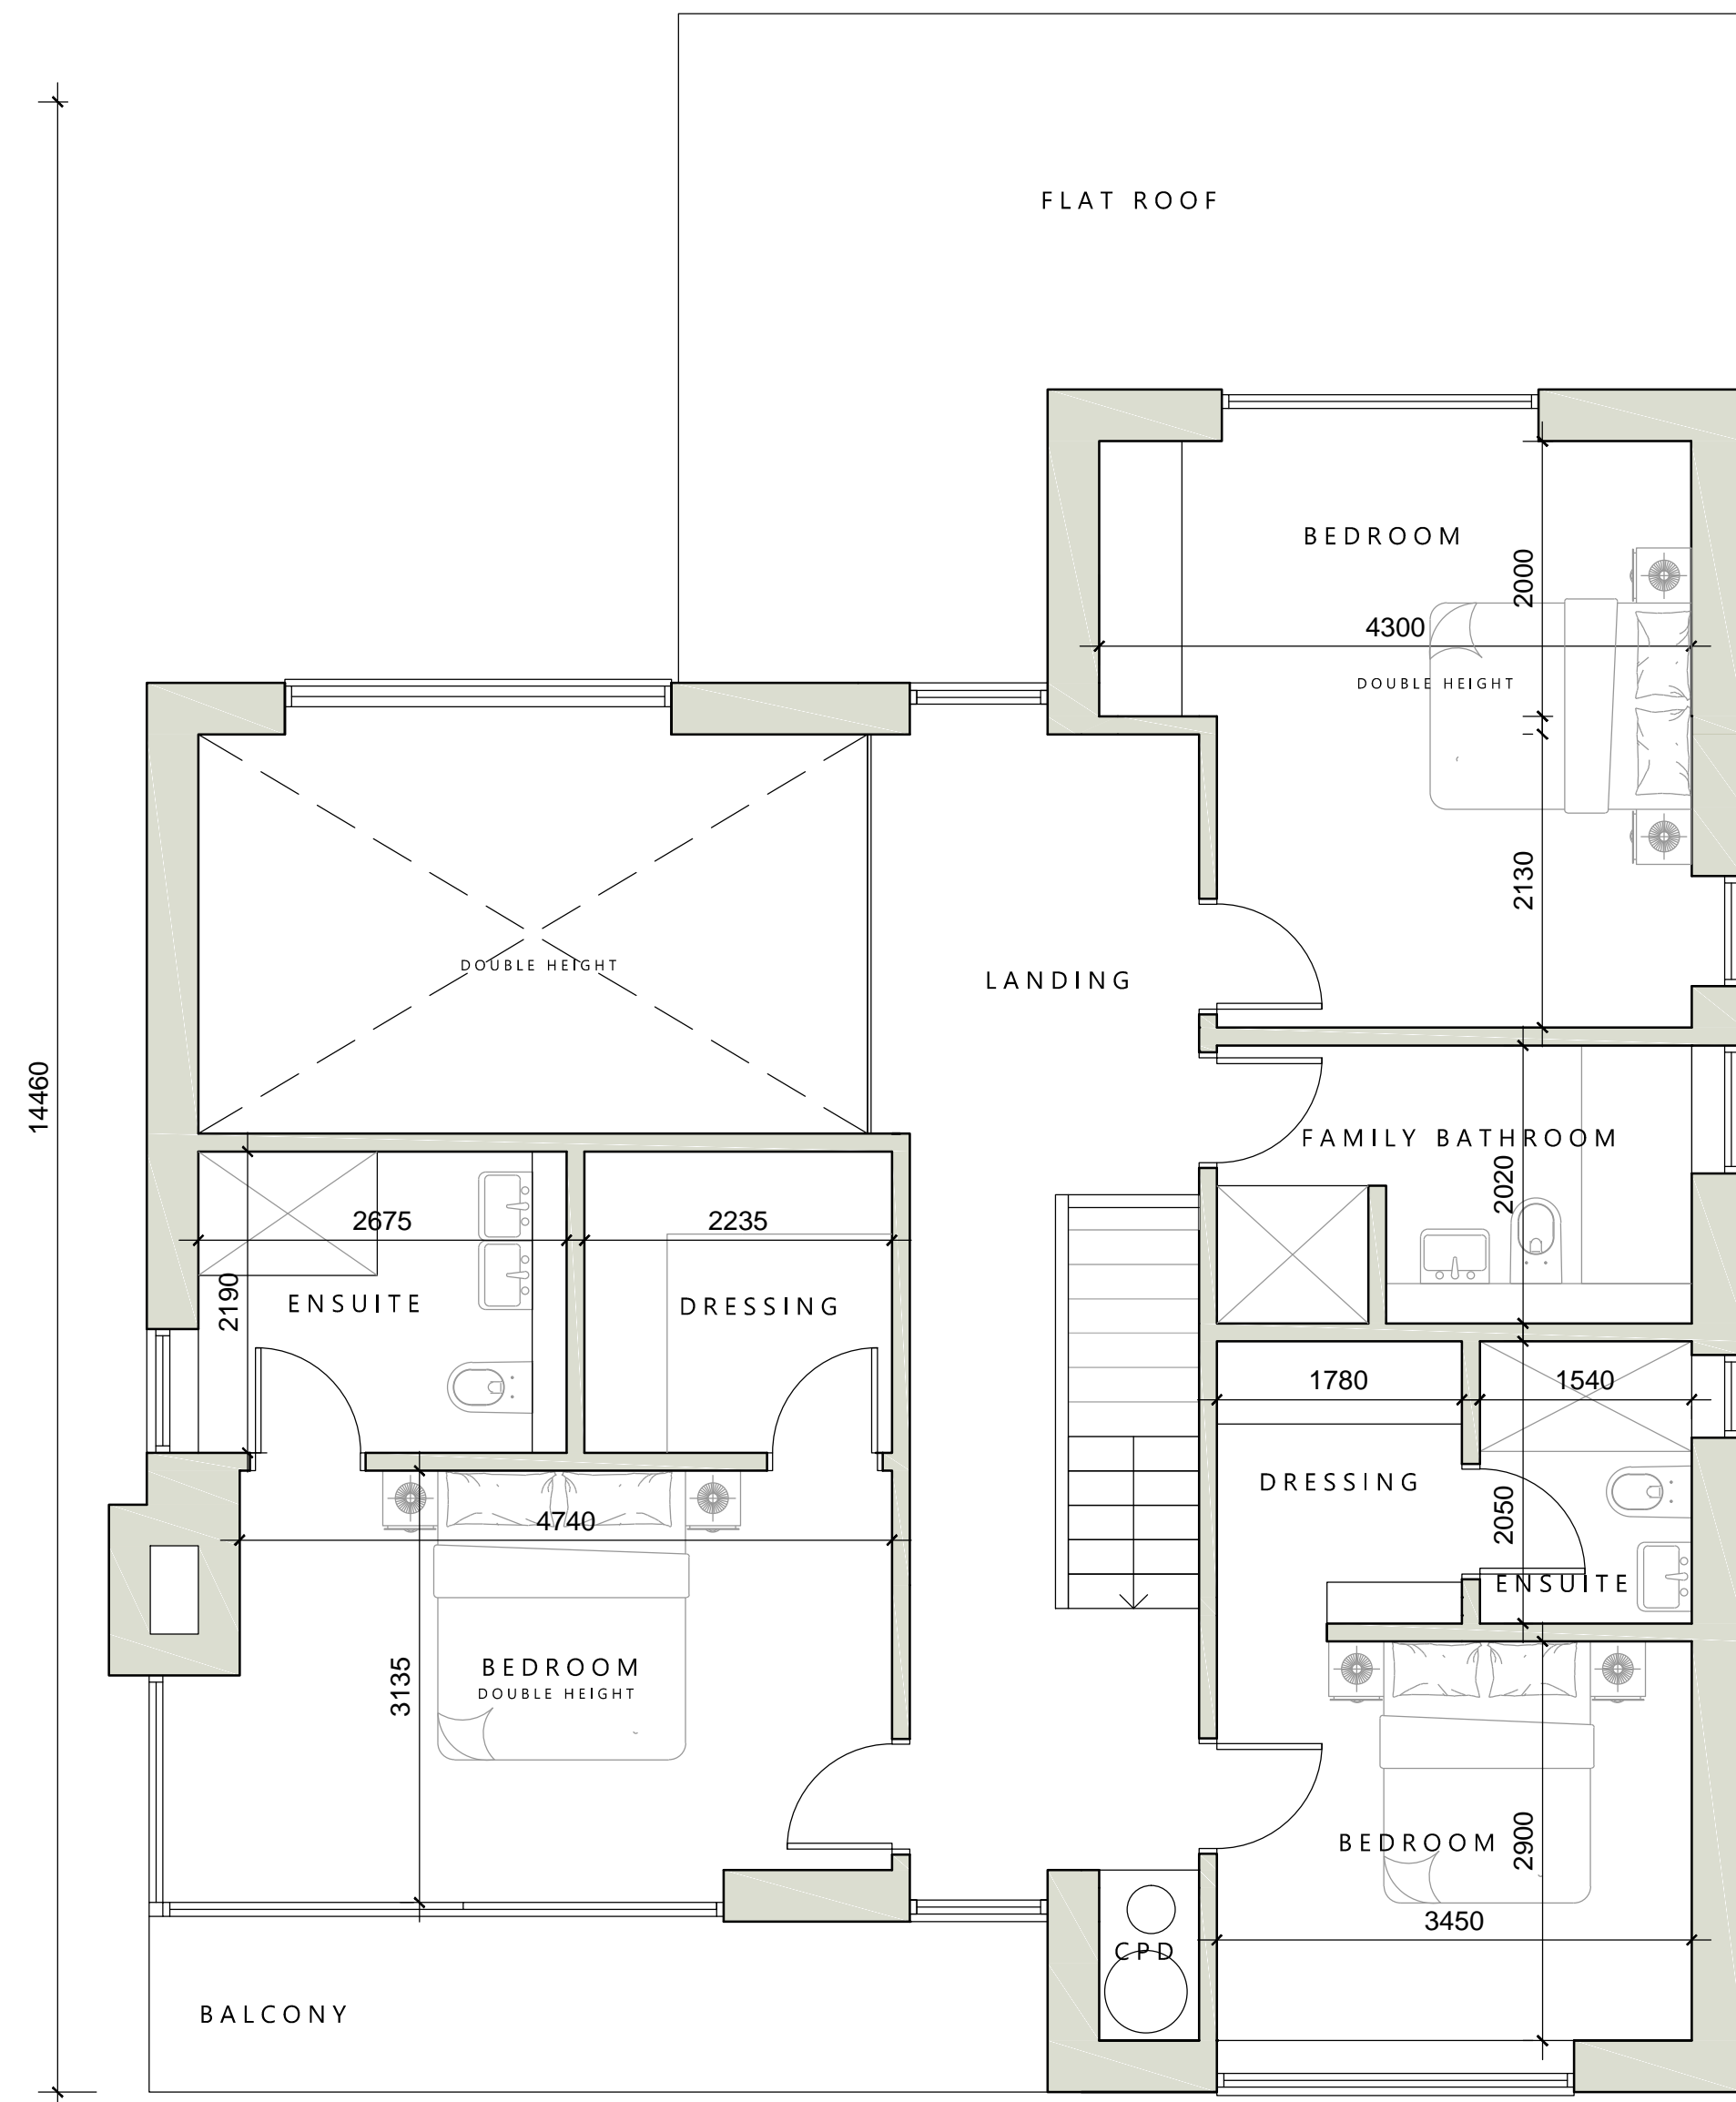 FLAT ROOF
BEDROOM
2000
4300
DOUBLE HEIGHT
2130
DOUBLE HEIGHT
LANDING
14460
FAMILY BATHROOM
2020
2675
2235
2190
ENSUITE
DRESSING
1780
1540
DRESSING
2050
4740
ENSUITE
3135
BEDROOM
DOUBLE HEIGHT
BEDROOM
2900
3450
CPD
BALCONY